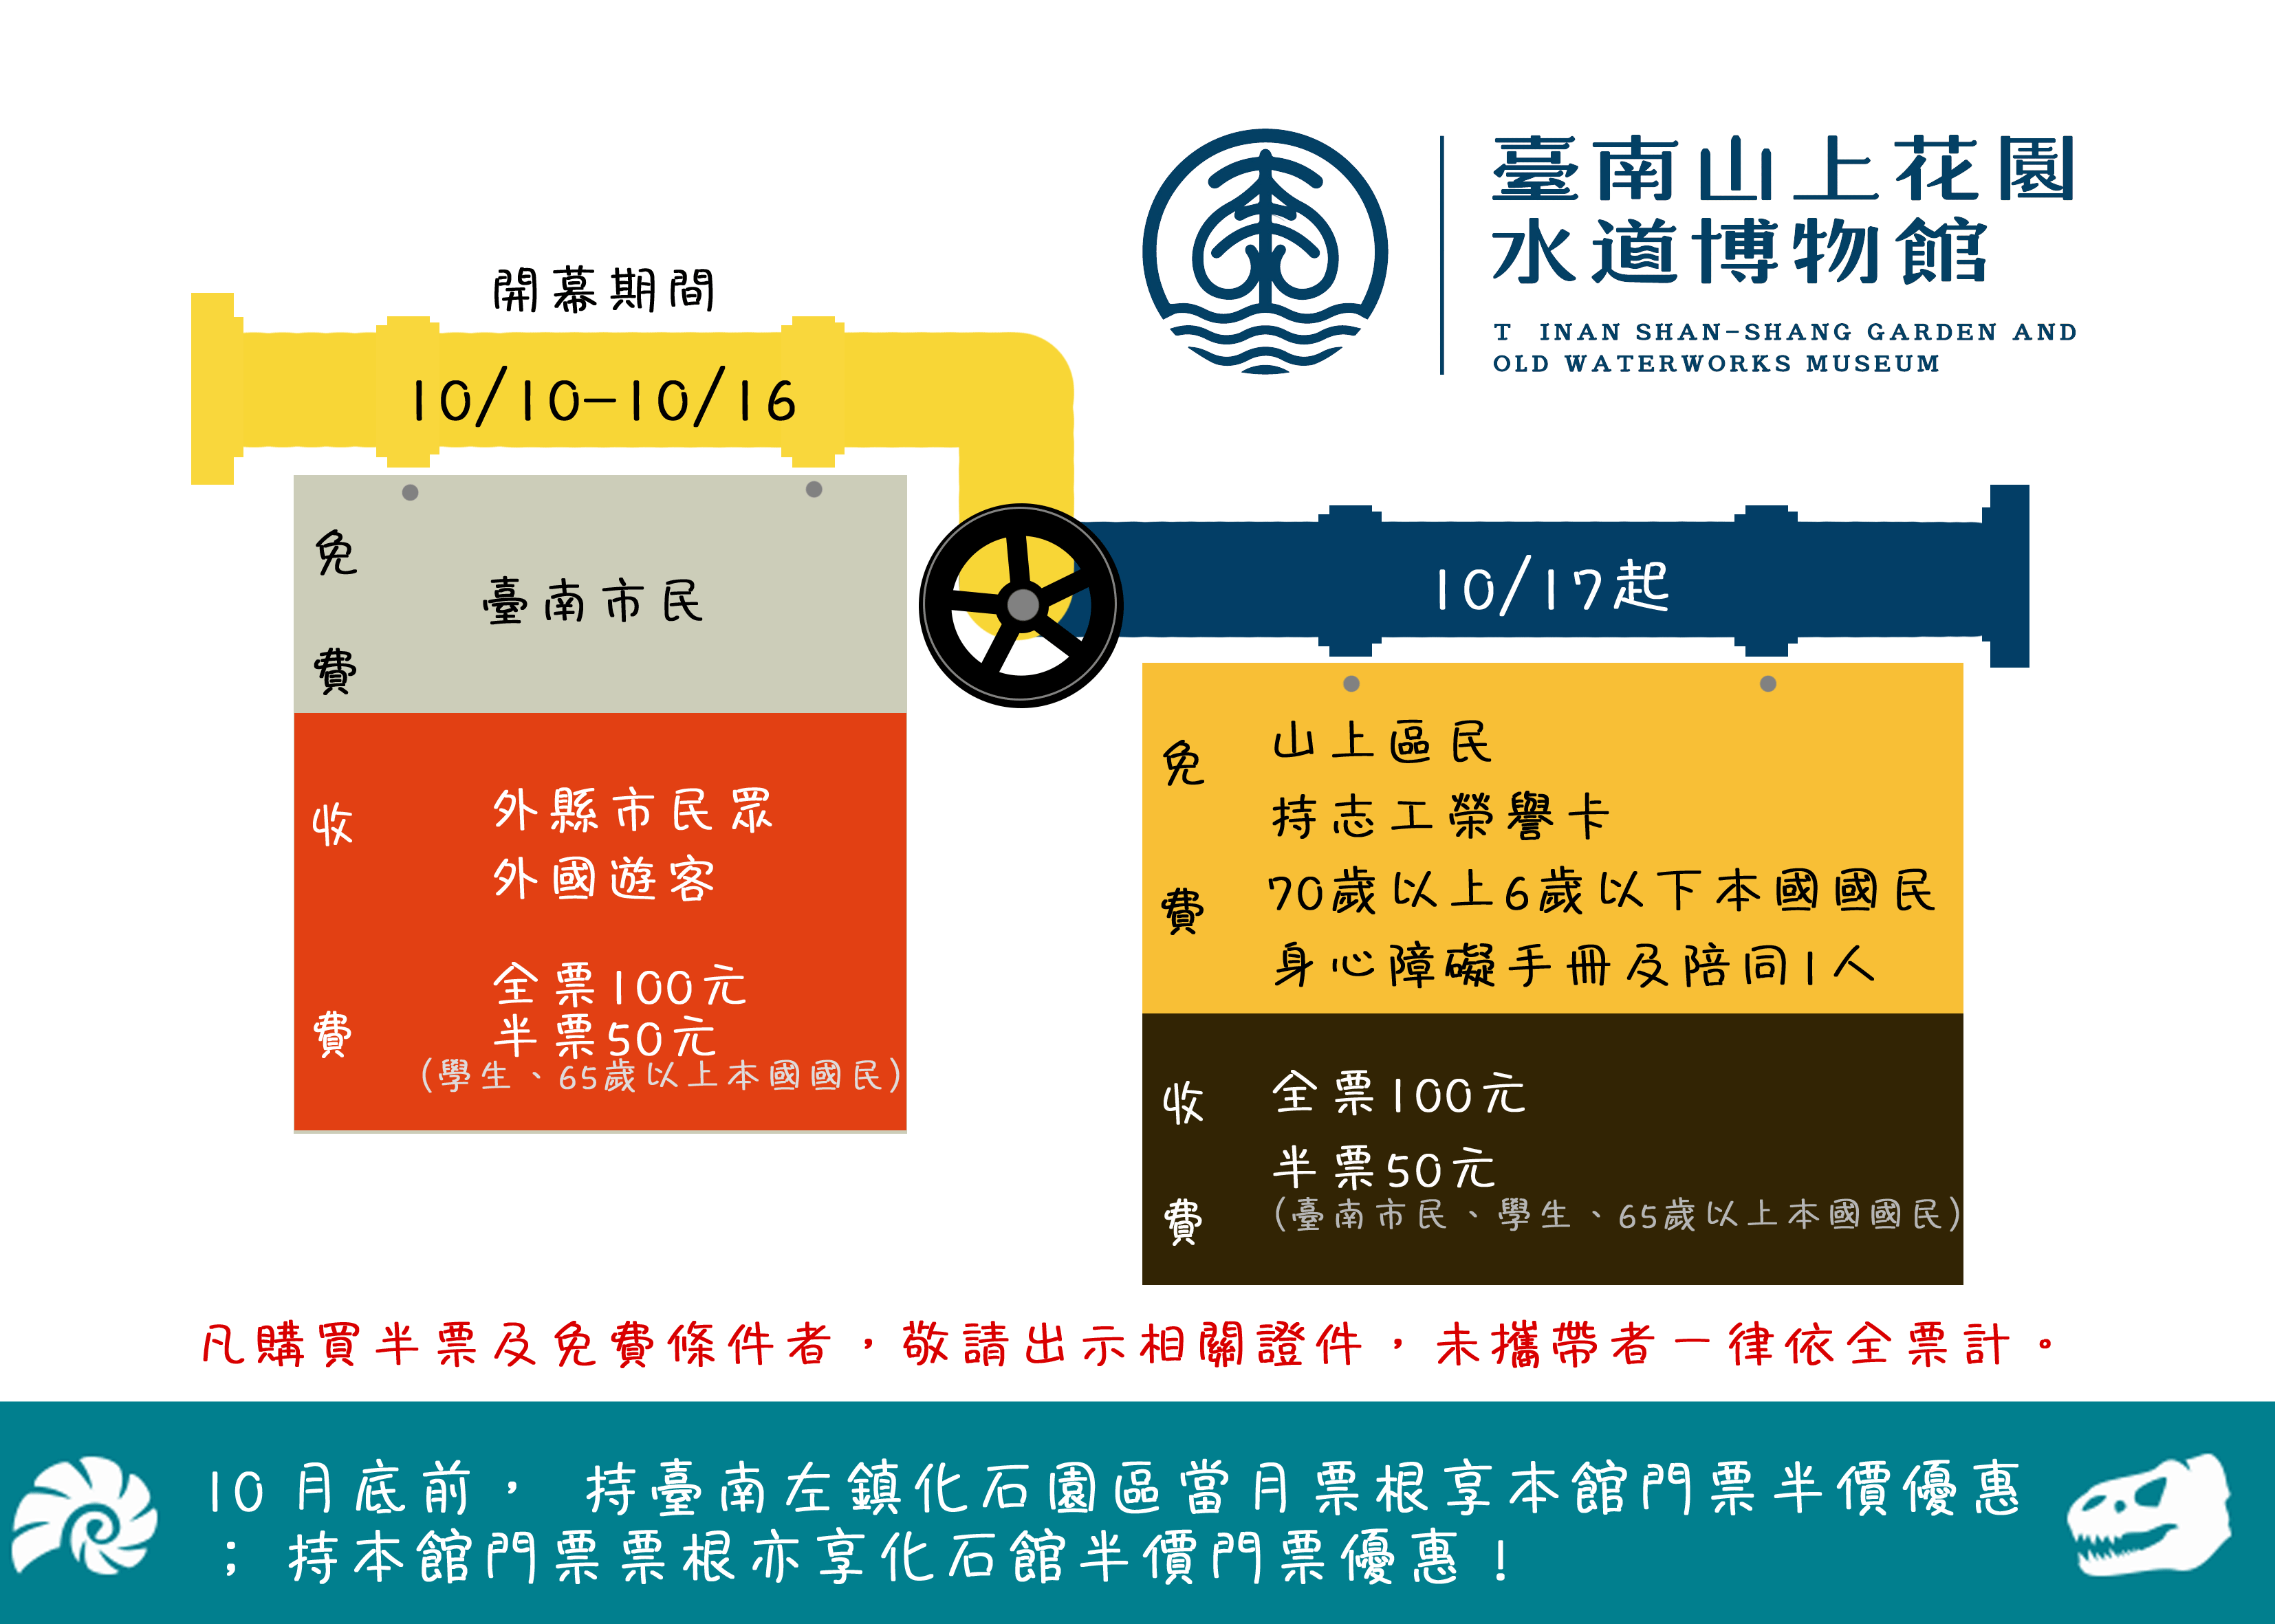 臺南山上花園
水道博物館
T INAN SHAN-SHANG GARDEN AND
OLD WATERWORKS MUSEUM
開幕期間
10/10-10/16
免費
臺南市民
收費
外縣市民眾
外國遊客
全票100元
半票50元
(學生、65歲以上本國國民)
10/17起
免費
山上區民
持志工榮譽卡
70歲以上6歲以下本國國民
身心障礙手冊及陪同1人
收費
全票100元
半票50元
(臺南市民、學生、65歲以上本國國民)
凡購買半票及免費條件者，敬請出示相關證件，未攜帶者一律依全票計。
10月底前， 持臺南左鎮化石園區當月票根享本館門票半價優惠
；持本館門票票根亦享化石館半價門票優惠！